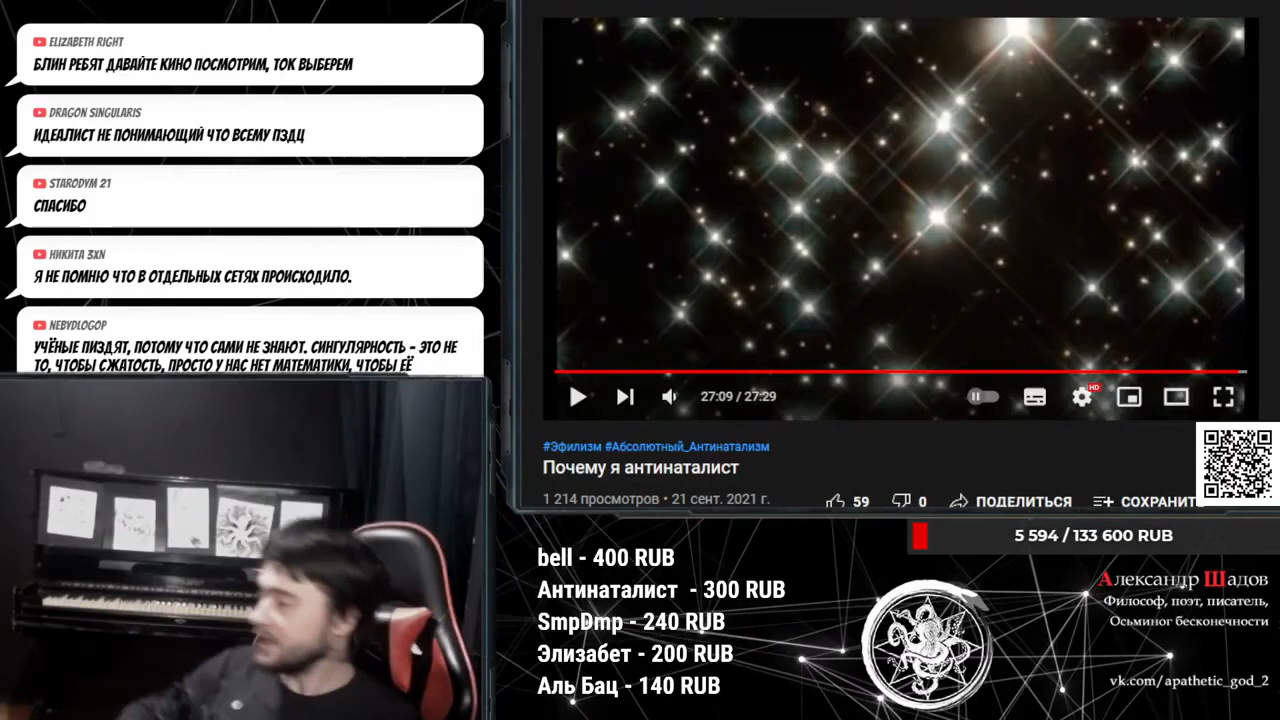 ELIZABETH RIGHT
БЛИН РЕБЯТ ДАВАЙТЕ КИНО ПОСМОТРИМ, ТОК ВЫБЕРЕМ
DRAGON SINGULARIS
ИДЕАЛИСТ НЕ ПОНИМАЮЩИЙ ЧТО ВСЕМУ ПЗДЦ
STARODYM 21
СПАСИБО
НИКИТА ЗXN
Я НЕ ПОМНЮ ЧТО В ОТДЕЛЬНЫХ СЕТЯХ ПРОИСХОДИЛО.
NEBYDLOGOP
УЧЁНЫЕ ПИЗДЯТ, ПОТОМУ ЧТО САМИ НЕ ЗНАЮТ. СИНГУЛЯРНОСТЬ - ЭТО НЕ
ТО, ЧТОБЫ СЖАТОСТЬ, ПРОСТО У НАС НЕТ МАТЕМАТИКИ, ЧТОБЫ ЕЁ
27:09 / 27:29
HD
#Эфилизм #Абсолютный_Антинатализм
Почему я антинаталист
1 214 просмотров • 21 сент. 2021 г.
59
0
ПОДЕЛИТЬСЯ
СОХРАНИТЬ
5 594 / 133 600 RUB
bell - 400 RUB
Антинаталист - 300 RUB
SmpDmp - 240 RUB
Элизабет - 200 RUB
Аль Бац - 140 RUB
Александр Шадов
Философ, поэт, писатель,
Осьминог бесконечности
vk.com/apathetic_god_2